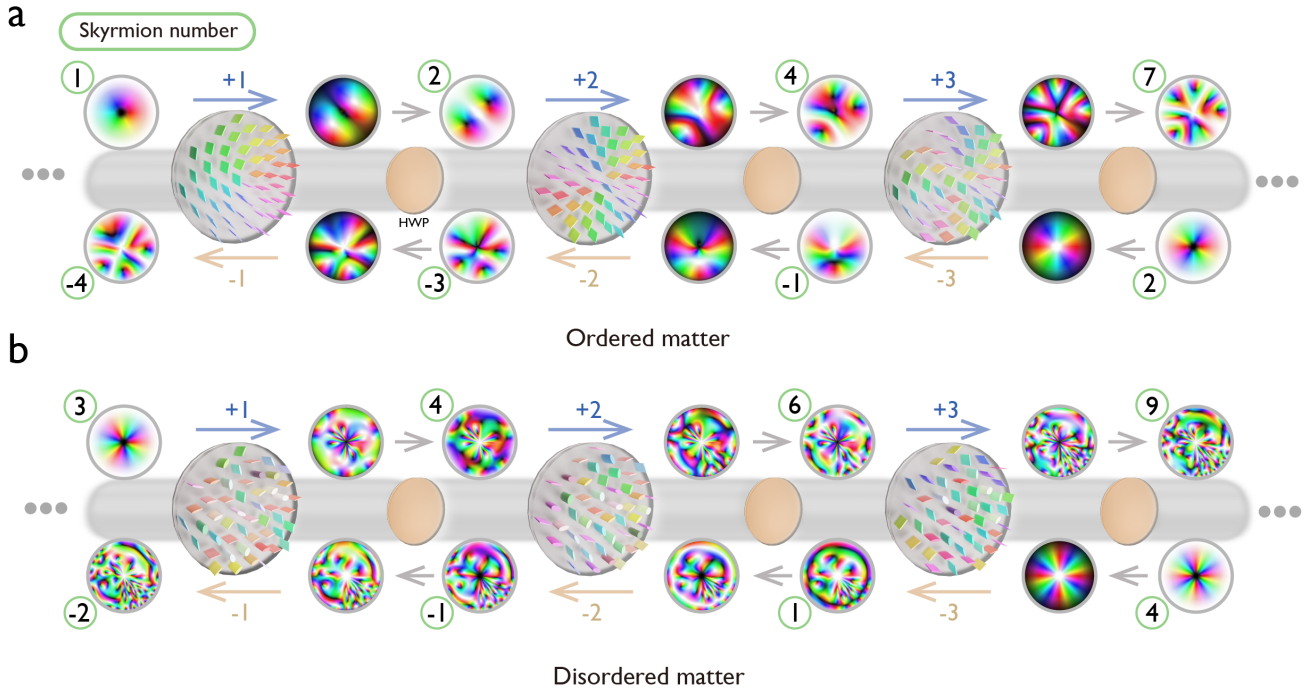 a
Skyrmion number
1 +1 2 +2 4 +3 7
HWP
-4 -1 -3 -2 -1 -3 2
Ordered matter
b
3 +1 4 +2 6 +3 9
-2 -1 -1 -2 1 -3 4
Disordered matter